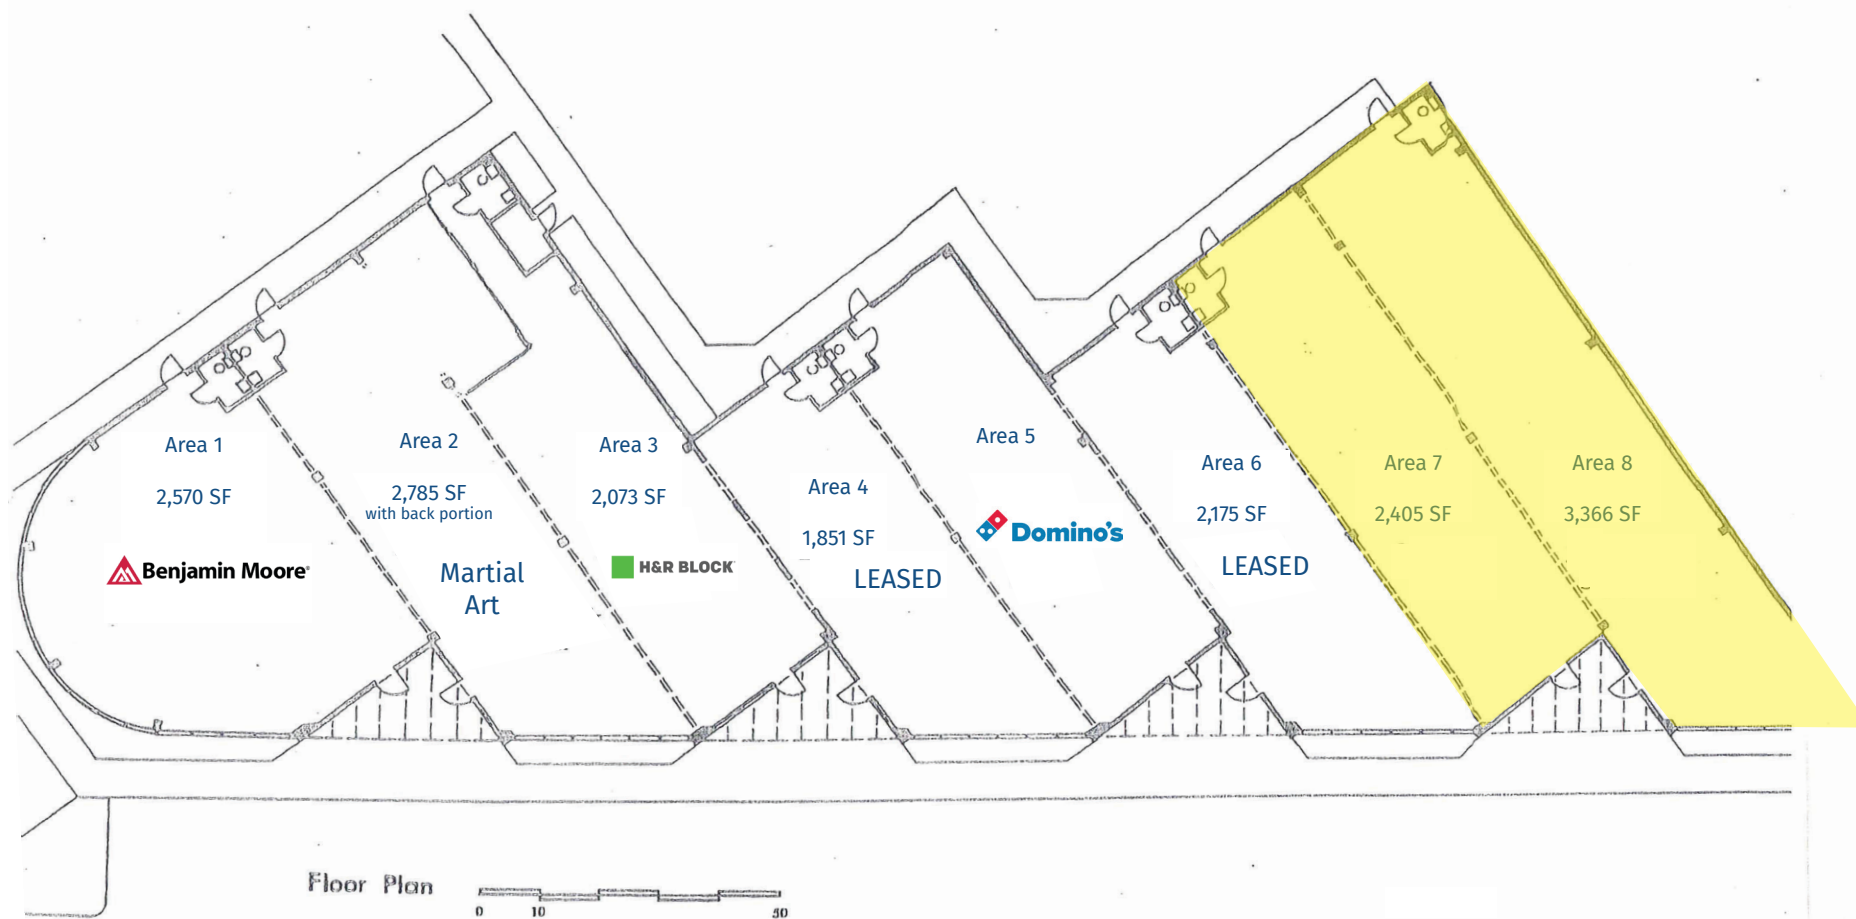 Area 1
2,570 SF
Benjamin Moore®
Area 2
2,785 SF
with back portion
Martial
Art
Area 3
2,073 SF
H&R BLOCK
Area 4
1,851 SF
LEASED
Area 5
Domino's
Area 6
2,175 SF
LEASED
Area 7
2,405 SF
Area 8
3,366 SF
Floor Plan
0 10 50